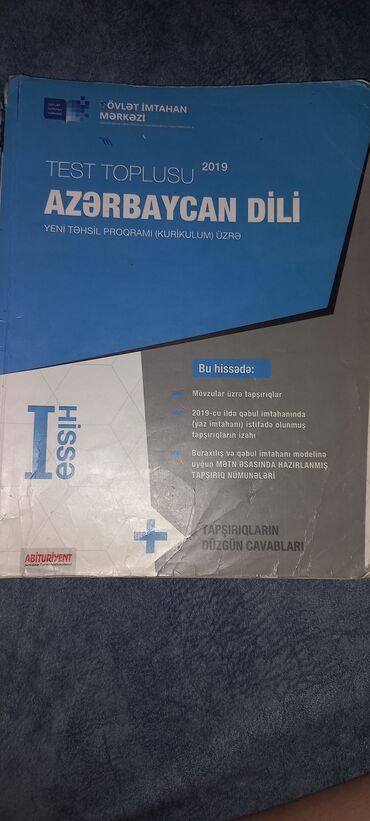 DÖVLƏT İMTAHAN
MƏRKƏZİ
TEST TOPLUSU 2019
AZƏRBAYCAN DİLİ
YENİ TƏHSİL PROQRAMI (KURİKULUM) ÜZRƏ
Bu hissədə:
Mövzular üzrə tapşırıqlar
2019-cu ildə qəbul imtahanında
(yaz imtahanı) istifadə olunmuş
tapşırıqların izahı
Buraxılış və qəbul imtahanı modelinə
uyğun MƏTN ƏSASINDA HAZIRLANMIŞ
TAPŞIRIQ NÜMUNƏLƏRİ
I HİSSƏ
+ TAPŞIRIQLARIN
DÜZGÜN CAVABLARI
ABİTURİYENT